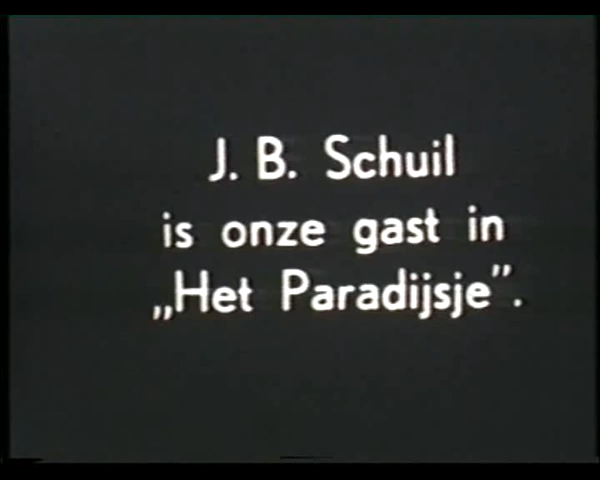 J. B. Schuil
is onze gast in
„Het Paradijsje”.